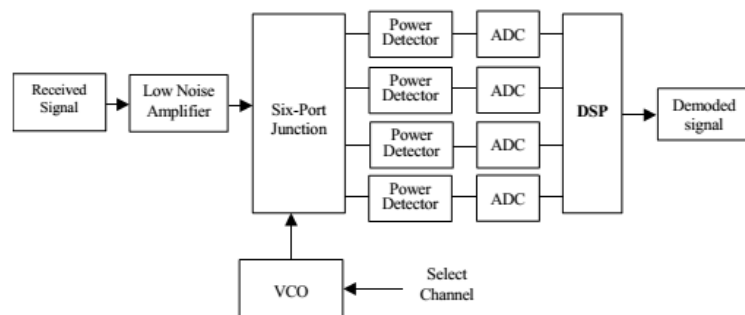 Received
Signal
Low Noise
Amplifier
Six-Port
Junction
Power
Detector
ADC
Power
Detector
ADC
Power
Detector
ADC
Power
Detector
ADC
DSP
Demoded
signal
VCO
Select
Channel